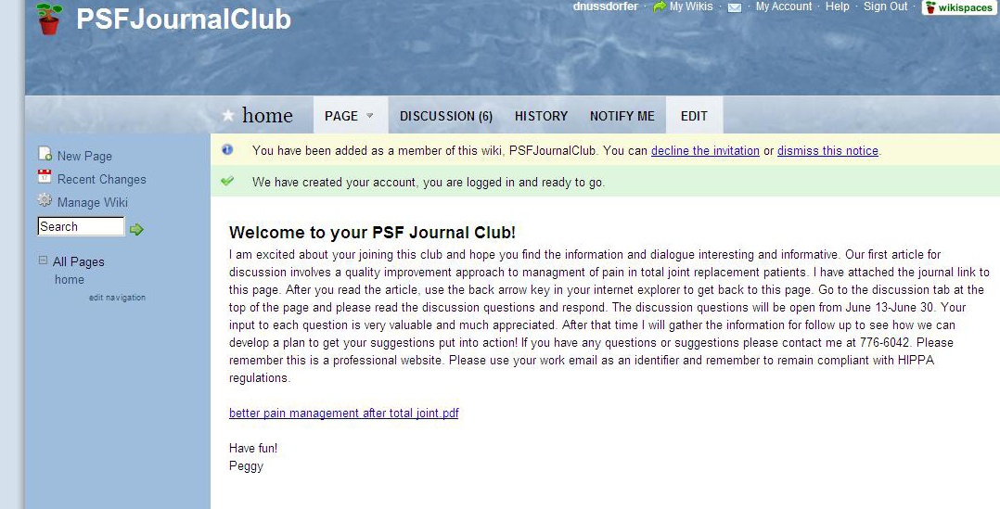 PSFJournalClub
dnussdorfer · My Wikis · · My Account · Help · Sign Out · wikispaces
home PAGE DISCUSSION (6) HISTORY NOTIFY ME EDIT
New Page
Recent Changes
17
Manage Wiki
Search
All Pages
home
edit navigation
You have been added as a member of this wiki, PSFJournalClub. You can decline the invitation or dismiss this notice.
We have created your account, you are logged in and ready to go.
Welcome to your PSF Journal Club!
I am excited about your joining this club and hope you find the information and dialogue interesting and informative. Our first article for
discussion involves a quality improvement approach to managment of pain in total joint replacement patients. I have attached the journal link to
this page. After you read the article, use the back arrow key in your internet explorer to get back to this page. Go to the discussion tab at the
top of the page and please read the discussion questions and respond. The discussion questions will be open from June 13-June 30. Your
input to each question is very valuable and much appreciated. After that time I will gather the information for follow up to see how we can
develop a plan to get your suggestions put into action! If you have any questions or suggestions please contact me at 776-6042. Please
remember this is a professional website. Please use your work email as an identifier and remember to remain compliant with HIPPA
regulations.
better pain management after total joint.pdf
Have fun!
Peggy